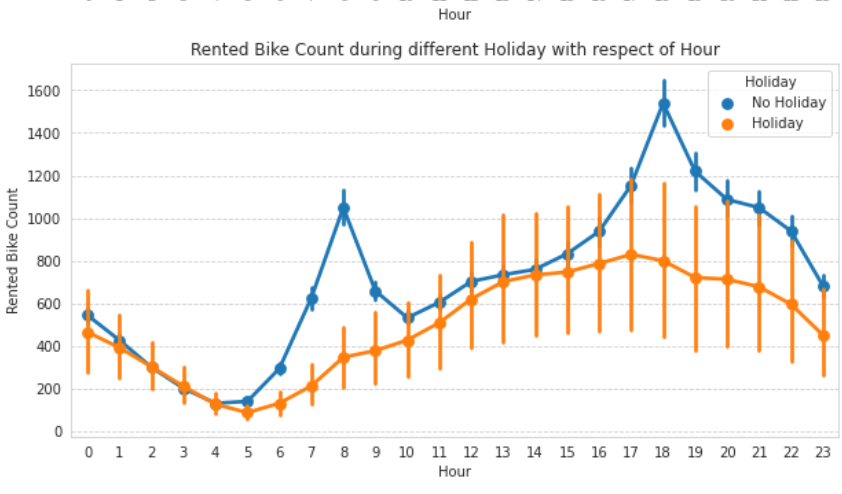 Hour
Rented Bike Count during different Holiday with respect of Hour
Holiday
No Holiday
Holiday
Rented Bike Count
1600
1400
1200
1000
800
600
400
200
0
0 1 2 3 4 5 6 7 8 9 10 11 12 13 14 15 16 17 18 19 20 21 22 23
Hour